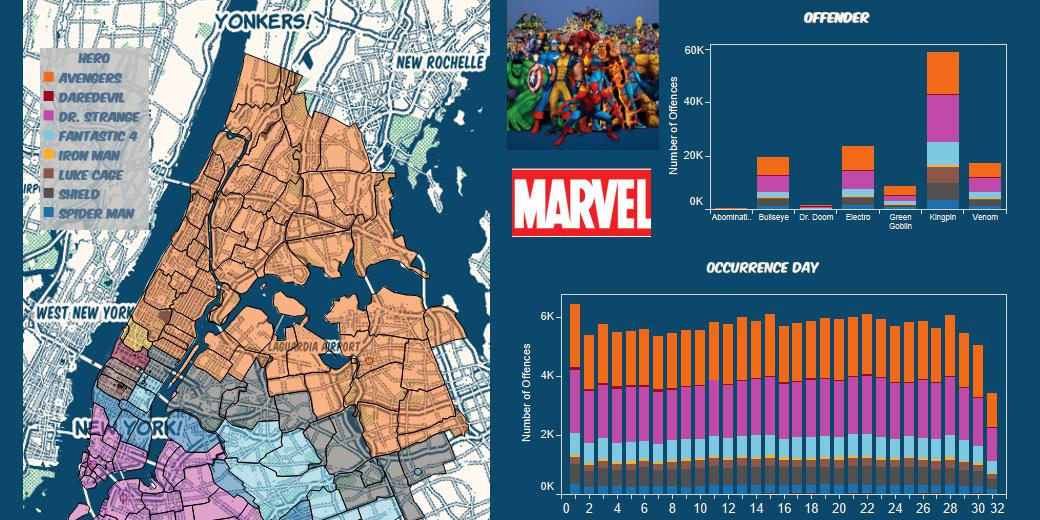 YONKERS!
NEW ROCHELLE
HERO
AVENGERS
DAREDEVIL
DR. STRANGE
FANTASTIC 4
IRON MAN
LUKE CAGE
SHIELD
SPIDER MAN
WEST NEW YORK
LAGUARDIA AIRPORT
NEW YORK!
MARVEL
OFFENDER
Number of Offences
60K
40K
20K
0K
Abominati.. Bullseye Dr. Doom Electro Green Goblin Kingpin Venom
OCCURRENCE DAY
Number of Offences
6K
4K
2K
0K
0 2 4 6 8 10 12 14 16 18 20 22 24 26 28 30 32